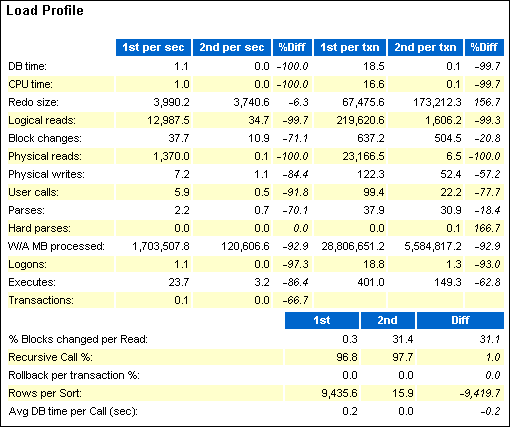 Load Profile
1st per sec 2nd per sec %Diff 1st per txn 2nd per txn %Diff
DB time: 1.1 0.0 -100.0 18.5 0.1 -99.7
CPU time: 1.0 0.0 -100.0 16.6 0.1 -99.7
Redo size: 3,990.2 3,740.6 -6.3 67,475.6 173,212.3 156.7
Logical reads: 12,987.5 34.7 -99.7 219,620.6 1,606.2 -99.3
Block changes: 37.7 10.9 -71.1 637.2 504.5 -20.8
Physical reads: 1,370.0 0.1 -100.0 23,166.5 6.5 -100.0
Physical writes: 7.2 1.1 -84.4 122.3 52.4 -57.2
User calls: 5.9 0.5 -91.8 99.4 22.2 -77.7
Parses: 2.2 0.7 -70.1 37.9 30.9 -18.4
Hard parses: 0.0 0.0 0.0 0.0 0.1 166.7
W/A MB processed: 1,703,507.8 120,606.6 -92.9 28,806,651.2 5,584,817.2 -92.9
Logons: 1.1 0.0 -97.3 18.8 1.3 -93.0
Executes: 23.7 3.2 -86.4 401.0 149.3 -62.8
Transactions: 0.1 0.0 -66.7
1st 2nd Diff
% Blocks changed per Read: 0.3 31.4 31.1
Recursive Call %: 96.8 97.7 1.0
Rollback per transaction %: 0.0 0.0 0.0
Rows per Sort: 9,435.6 15.9 -9,419.7
Avg DB time per Call (sec): 0.2 0.0 -0.2